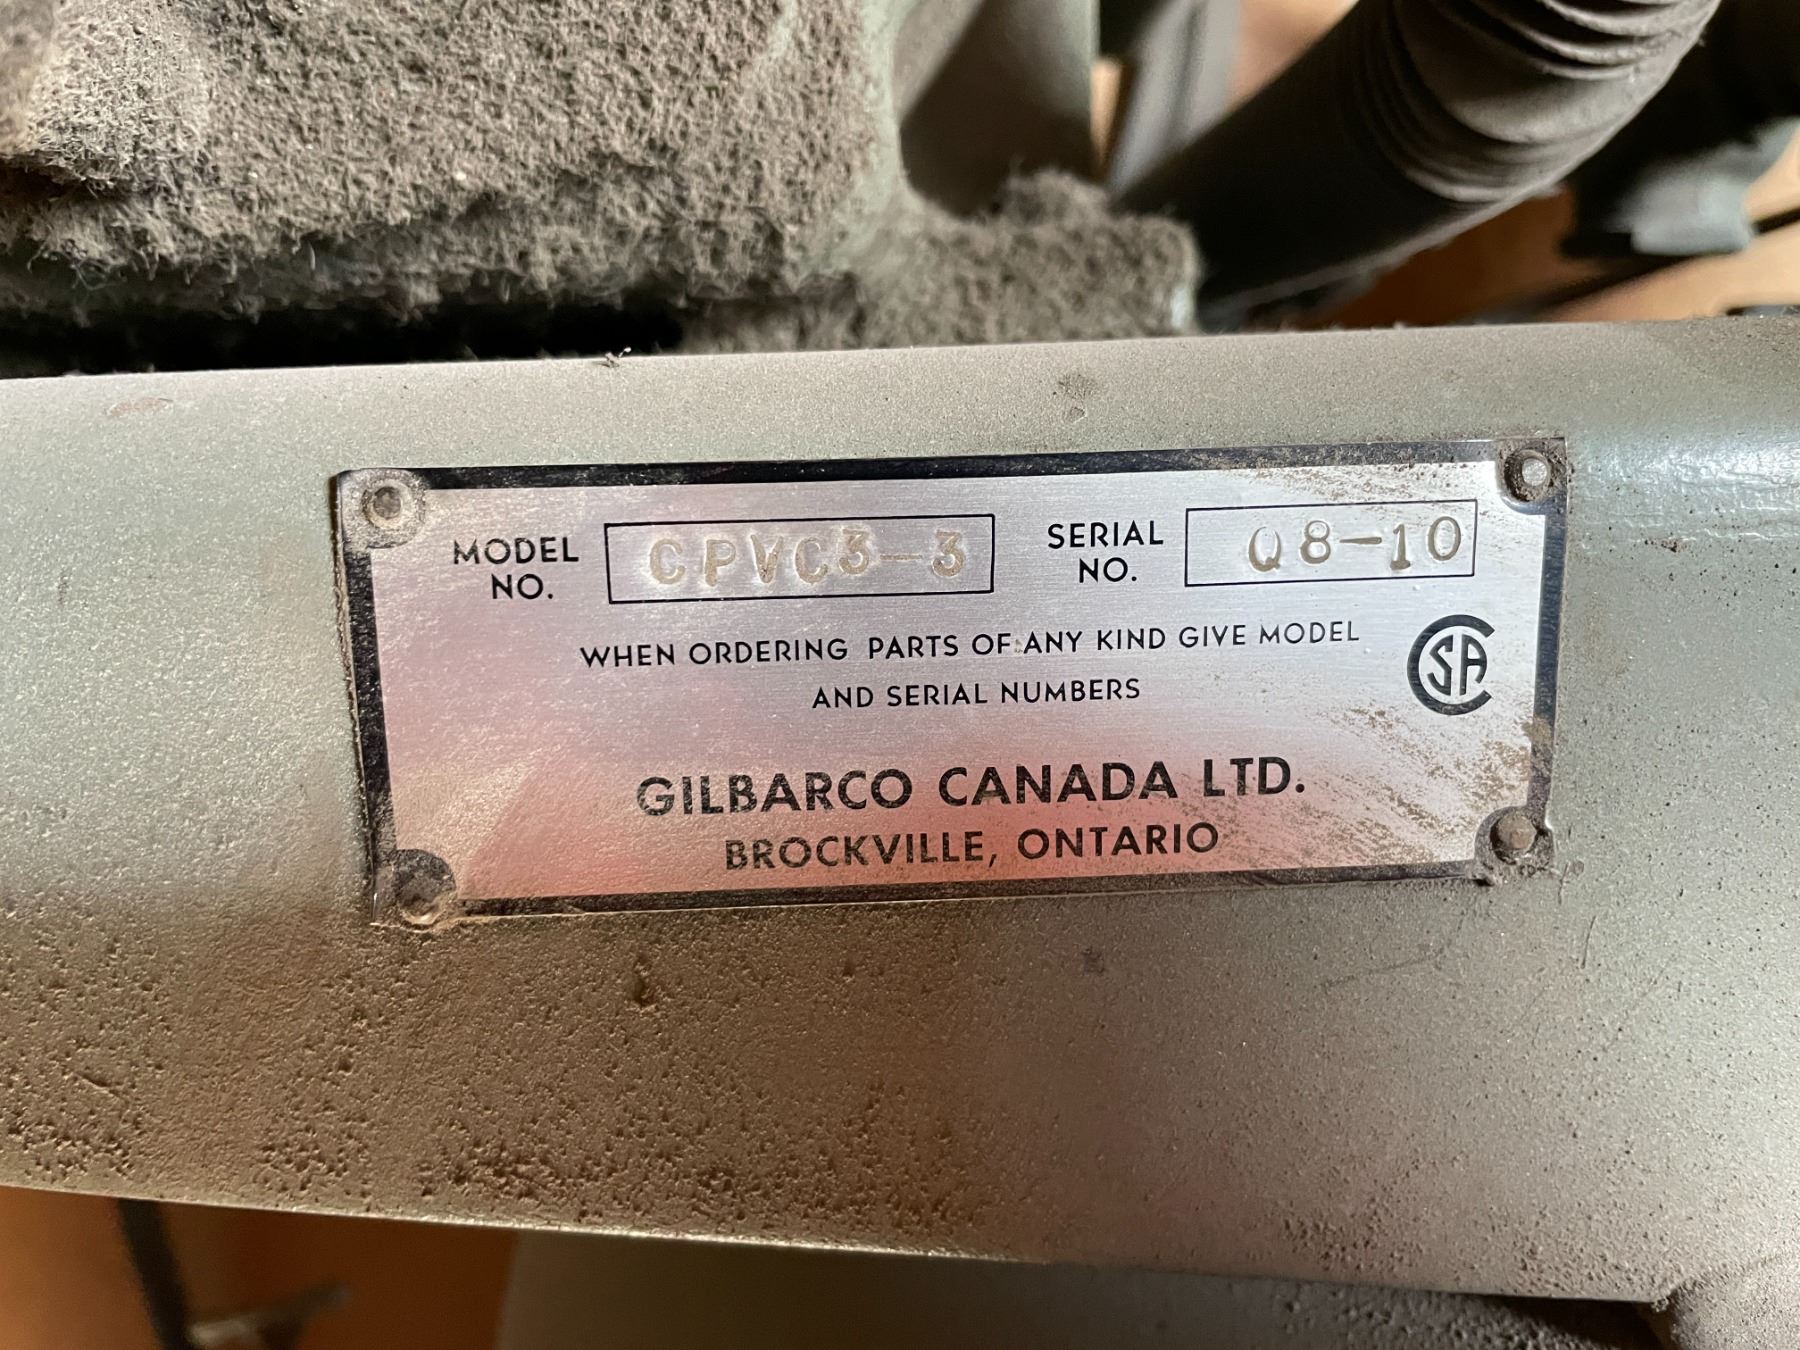 MODEL NO. CPVC3-3 SERIAL NO. Q8-10
WHEN ORDERING PARTS OF ANY KIND GIVE MODEL
AND SERIAL NUMBERS
CSA
GILBARCO CANADA LTD.
BROCKVILLE, ONTARIO